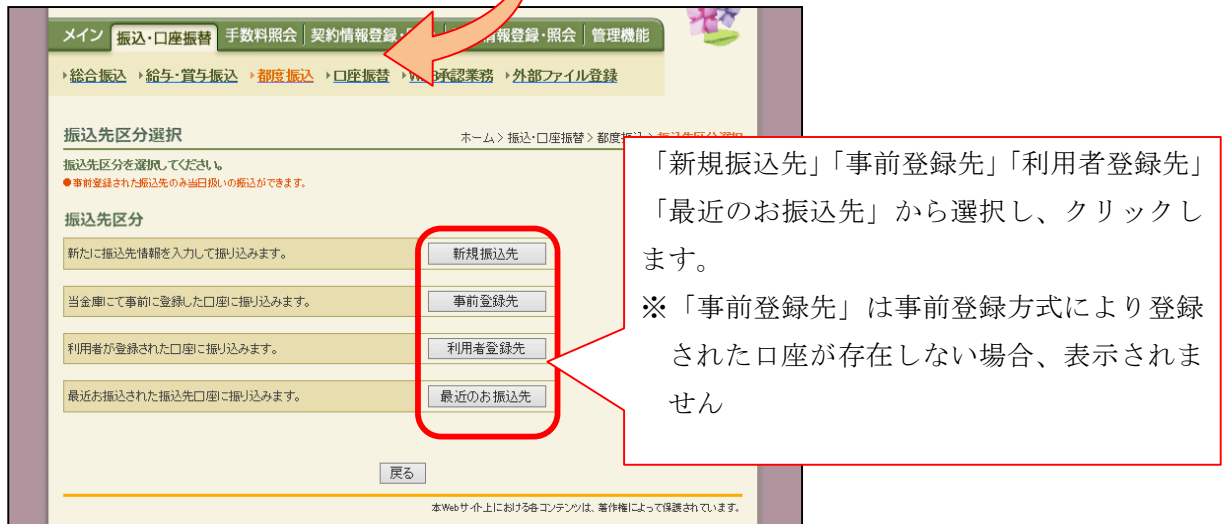 メイン 振込・口座振替 手数料照会 契約情報登録・ 情報登録・照会 管理機能
総合振込 給与・賞与振込 都度振込 口座振替 承認業務 外部ファイル登録
振込先区分選択
ホーム > 振込・口座振替 > 都度振込 > 振込先区分選択
振込先区分を選択してください。
●事前登録された振込先のみ当日扱いの振込ができます。
振込先区分
新たに振込先情報を入力して振り込みます。 新規振込先
当金庫にて事前に登録した口座に振り込みます。 事前登録先
利用者が登録された口座に振り込みます。 利用者登録先
最近お振込された振込先口座に振り込みます。 最近のお振込先
戻る
本Webサイト上における各コンテンツは、著作権によって保護されています。
「新規振込先」「事前登録先」「利用者登録先」
「最近のお振込先」から選択し、クリックし
ます。
※「事前登録先」は事前登録方式により登録
された口座が存在しない場合、表示されま
せん